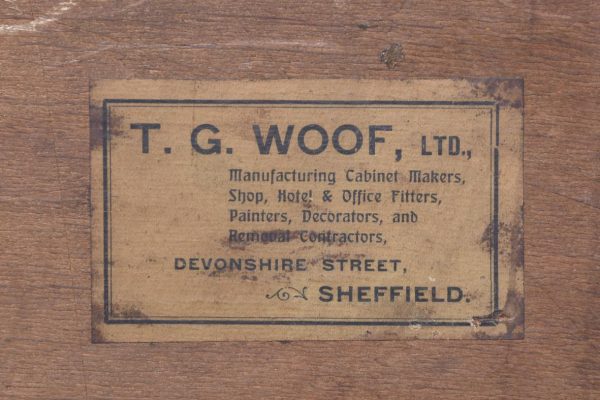 T. G. WOOF, LTD.,
Manufacturing Cabinet Makers,
Shop, Hotel & Office Fitters,
Painters, Decorators, and
Removal Contractors,
DEVONSHIRE STREET,
SHEFFIELD.